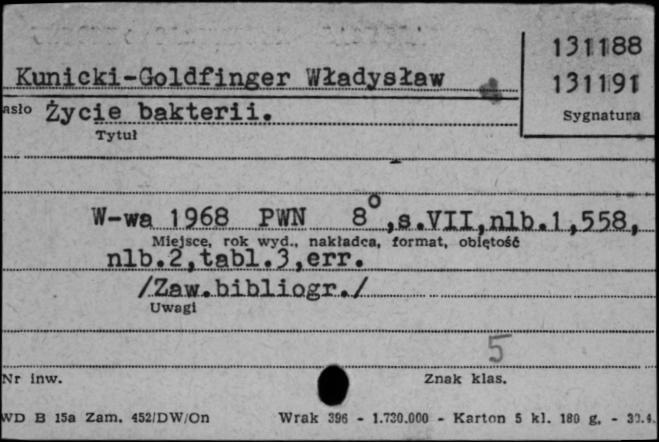 131188
Kunicki-Goldfinger Władysław
131191
asło Życie bakterii.
Sygnatura
Tytuł
W-wa 1968 PWN 8°,s.VII,nlb.1,558,
Miejsce, rok wyd., nakładca, format, objętość
nlb.2,tabl.3,err.
/Zaw.bibliogr./
Uwagi
5
Nr inw.
Znak klas.
WD B 15a Zam. 452/DW/On
Wrak 396 - 1.730.000 - Karton 5 kl. 180 g. -